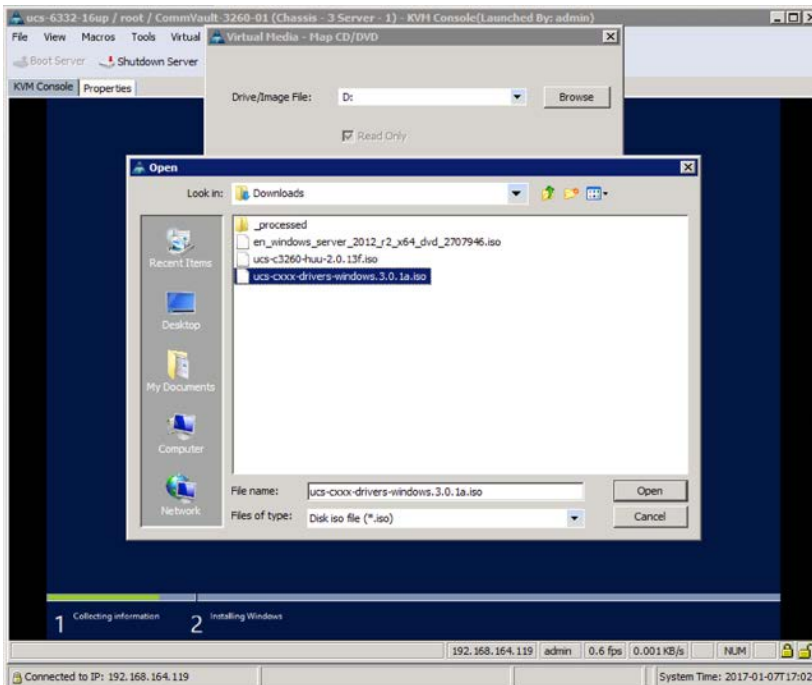 ucs-6332-16up / root / CommVault-3260-01 (Chassis - 3 Server - 1) - KVM Console(Launched By: admin)
File View Macros Tools Virtual
Virtual Media - Map CD/DVD
Boot Server Shutdown Server
KVM Console Properties
Drive/Image File: D: Browse
Read Only
Open
Look in: Downloads
Recent Items
Desktop
My Documents
Computer
Network
_processed
en_windows_server_2012_r2_x64_dvd_2707946.iso
ucs-c3260-huu-2.0.13f.iso
ucs-cxxx-drivers-windows.3.0.1a.iso
File name: ucs-cxxx-drivers-windows.3.0.1a.iso Open
Files of type: Disk iso file (*.iso) Cancel
1 Collecting information 2 Installing Windows
192.168.164.119 admin 0.6 fps 0.001 KB/s NUM
Connected to IP: 192.168.164.119 System Time: 2017-01-07T17:02